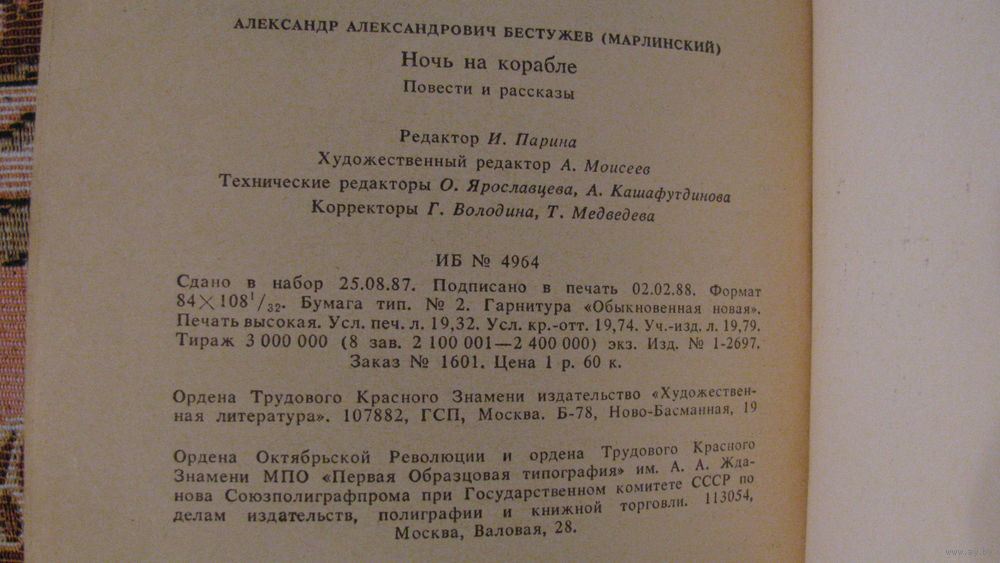 АЛЕКСАНДР АЛЕКСАНДРОВИЧ БЕСТУЖЕВ (МАРЛИНСКИЙ)
Ночь на корабле
Повести и рассказы
Редактор И. Парина
Художественный редактор А. Моисеев
Технические редакторы О. Ярославцева, А. Кашафутдинова
Корректоры Г. Володина, Т. Медведева
ИБ № 4964
Сдано в набор 25.08.87. Подписано в печать 02.02.88. Формат
84×108¹/₃₂. Бумага тип. № 2. Гарнитура «Обыкновенная новая».
Печать высокая. Усл. печ. л. 19,32. Усл. кр.-отт. 19,74. Уч.-изд. л. 19,79.
Тираж 3 000 000 (8 зав. 2 100 001—2 400 000) экз. Изд. № 1-2697.
Заказ № 1601. Цена 1 р. 60 к.
Ордена Трудового Красного Знамени издательство «Художествен-
ная литература». 107882, ГСП, Москва. Б-78, Ново-Басманная, 19
Ордена Октябрьской Революции и ордена Трудового Красного
Знамени МПО «Первая Образцовая типография» им. А. А. Жда-
нова Союзполиграфпрома при Государственном комитете СССР по
делам издательств, полиграфии и книжной торговли. 113054,
Москва, Валовая, 28.
www.ay.by